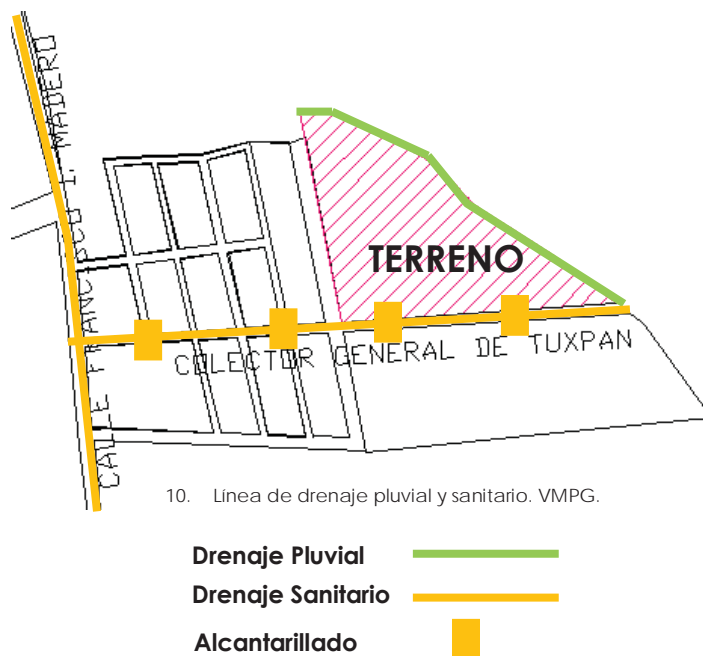 CALLE FRANCISCO I. MADERO
TERRENO
COLECTOR GENERAL DE TUXPAN
10. Línea de drenaje pluvial y sanitario. VMPG.
Drenaje Pluvial
Drenaje Sanitario
Alcantarillado